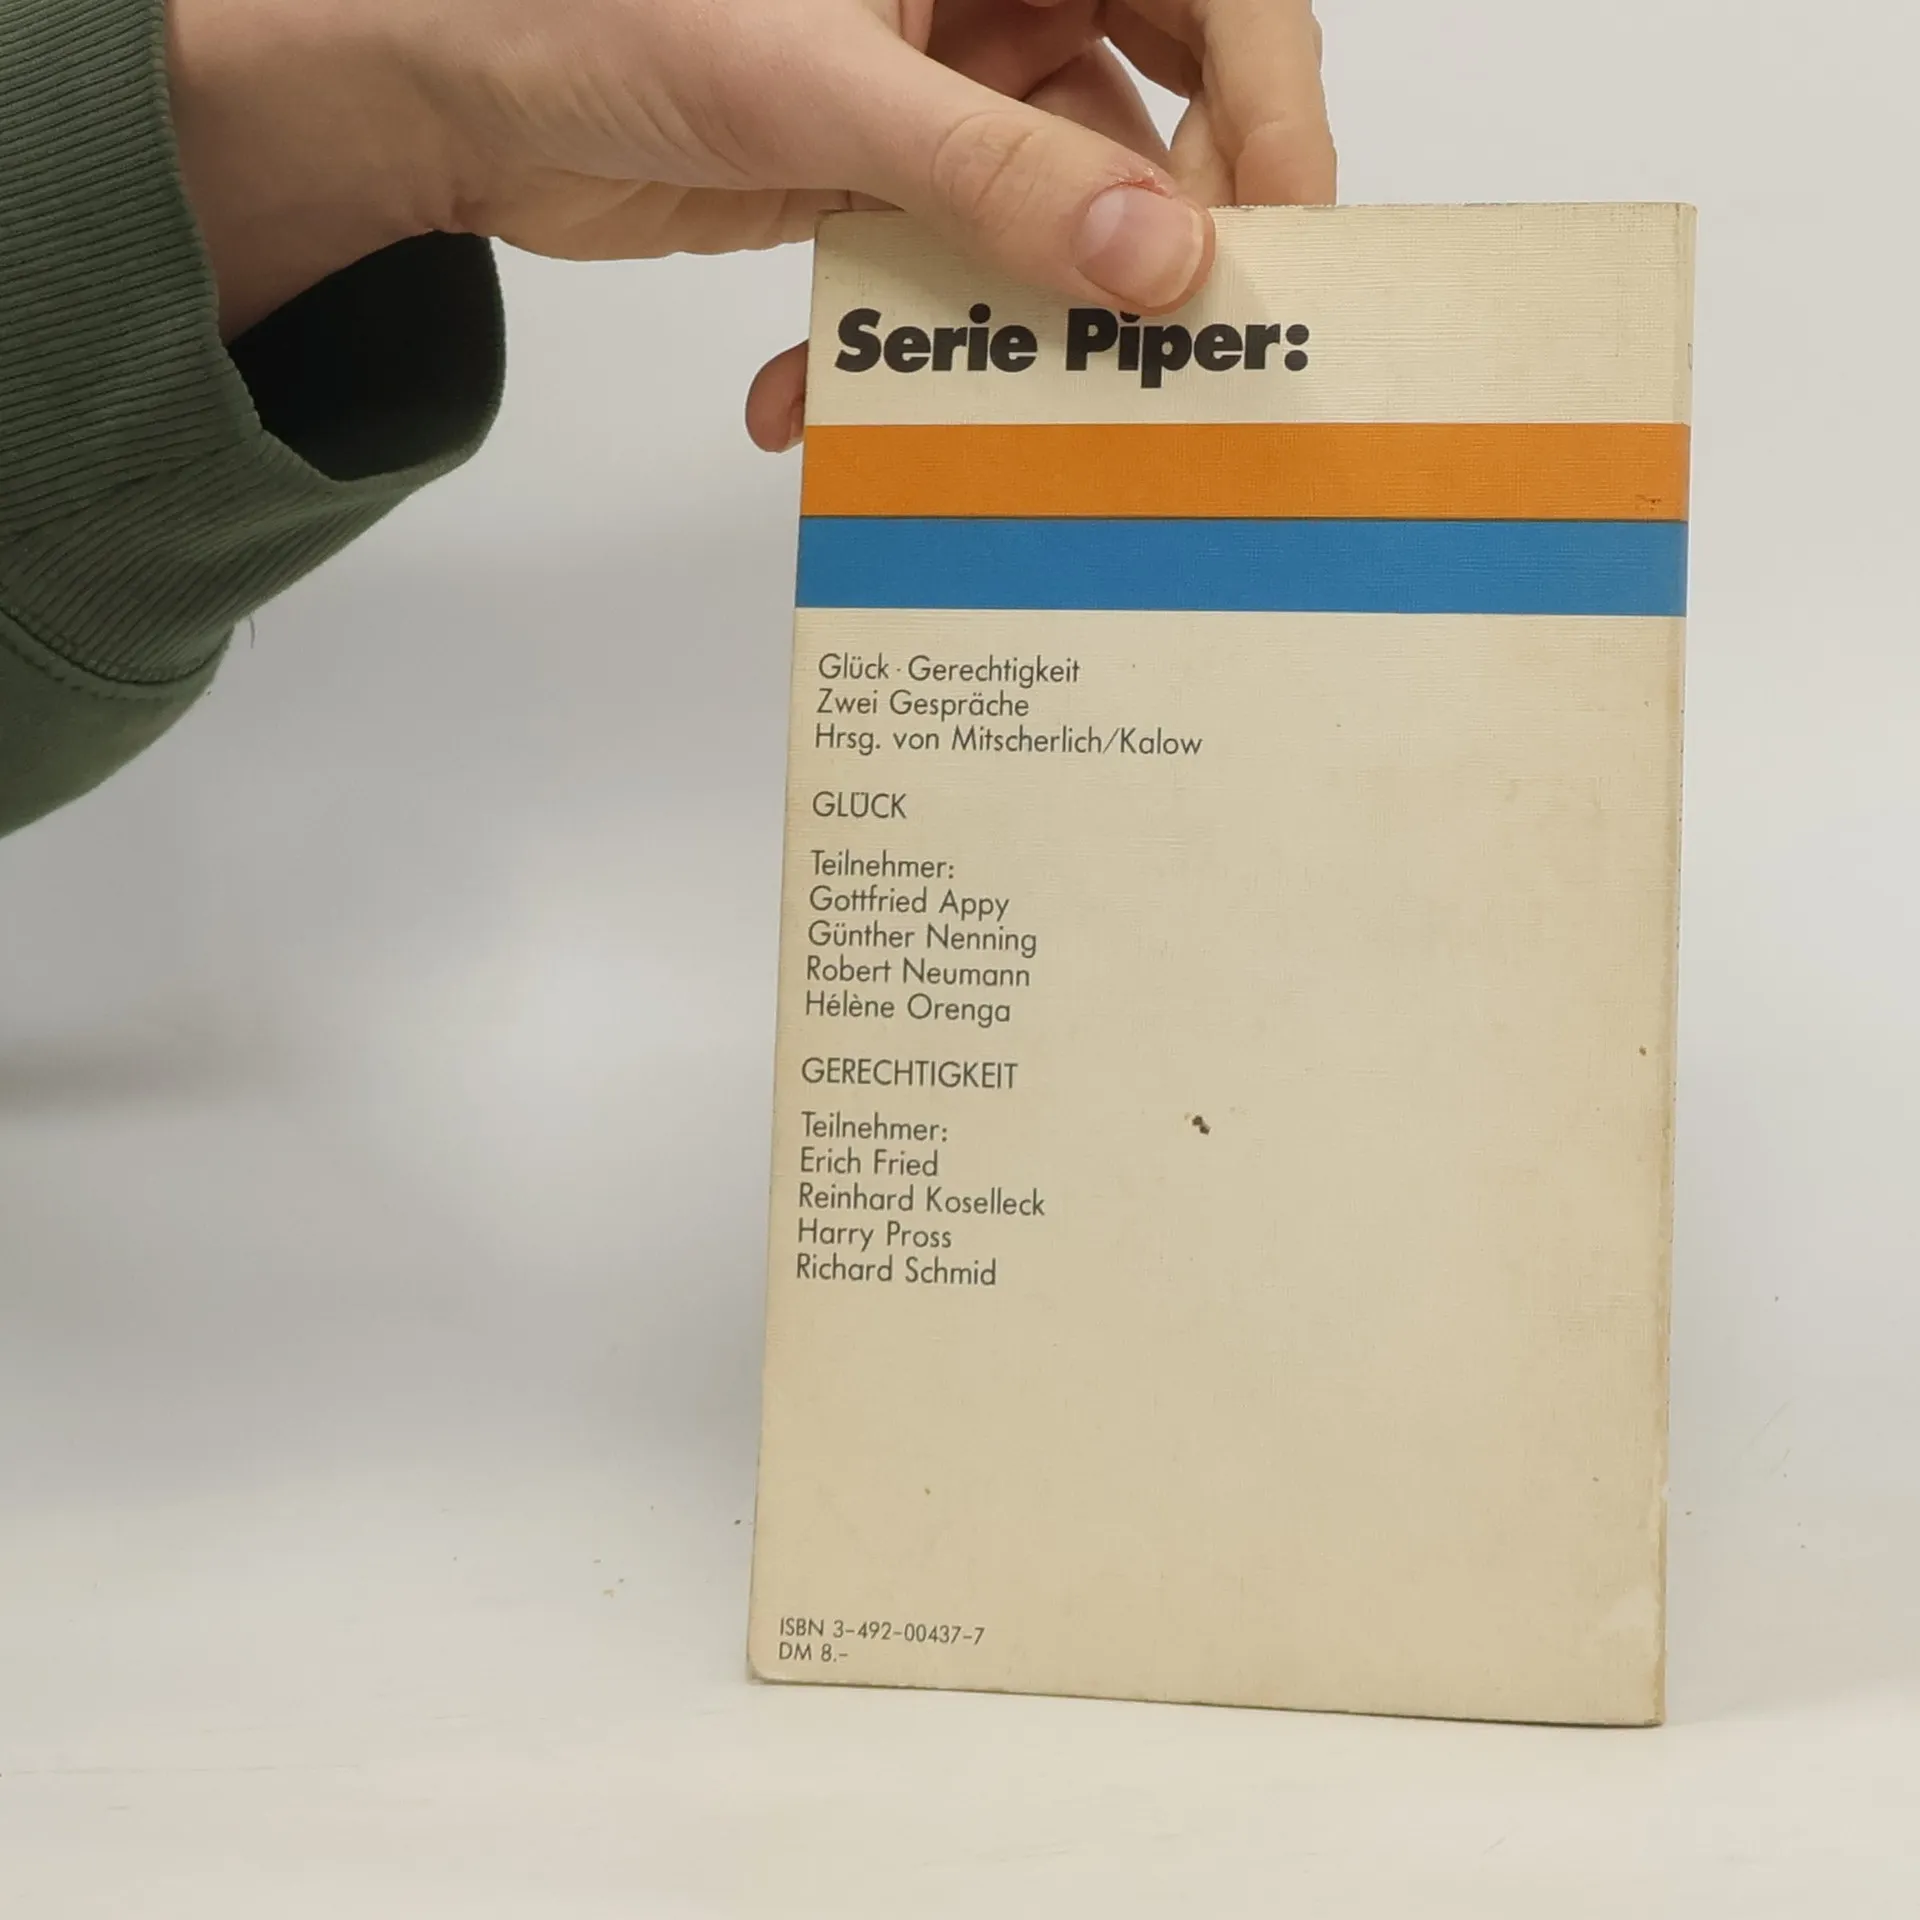 Serie Piper:
Glück · Gerechtigkeit
Zwei Gespräche
Hrsg. von Mitscherlich/Kalow
GLÜCK
Teilnehmer:
Gottfried Appy
Günther Nenning
Robert Neumann
Hélène Orenga
GERECHTIGKEIT
Teilnehmer:
Erich Fried
Reinhard Koselleck
Harry Pross
Richard Schmid
ISBN 3-492-00437-7
DM 8.-